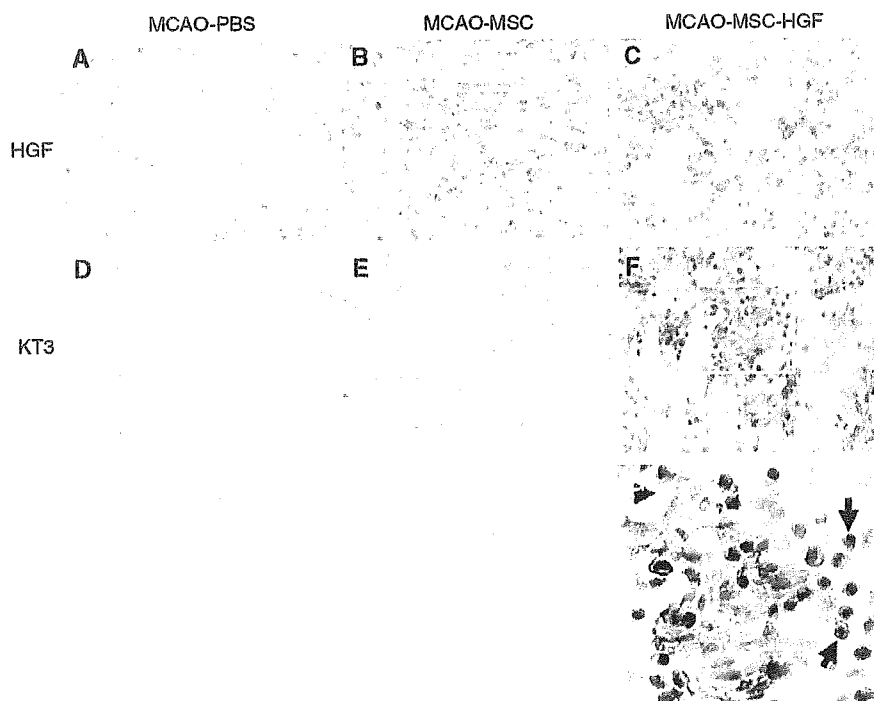 MCAO-PBS MCAO-MSC MCAO-MSC-HGF
A B C
HGF
D E F
KT3